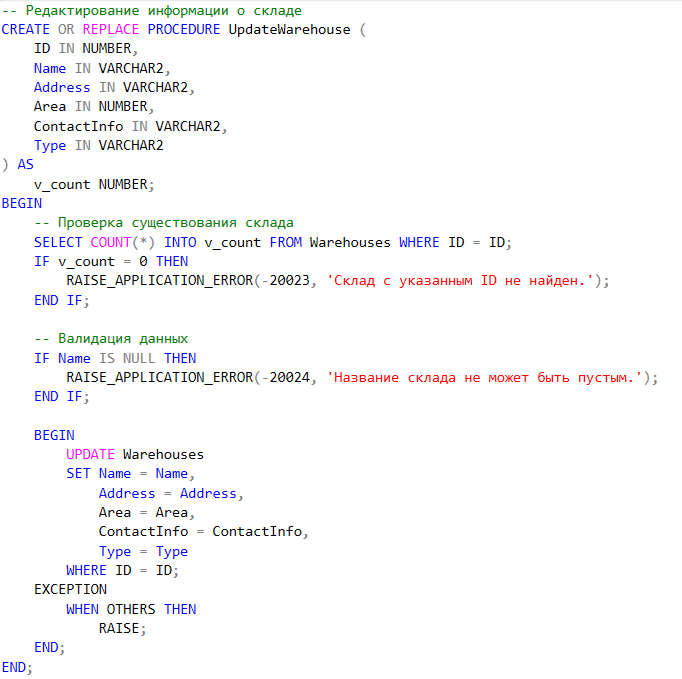 -- Редактирование информации о складе
CREATE OR REPLACE PROCEDURE UpdateWarehouse (
    ID IN NUMBER,
    Name IN VARCHAR2,
    Address IN VARCHAR2,
    Area IN NUMBER,
    ContactInfo IN VARCHAR2,
    Type IN VARCHAR2
) AS
    v_count NUMBER;
BEGIN
    -- Проверка существования склада
    SELECT COUNT(*) INTO v_count FROM Warehouses WHERE ID = ID;
    IF v_count = 0 THEN
        RAISE_APPLICATION_ERROR(-20023, 'Склад с указанным ID не найден.');
    END IF;

    -- Валидация данных
    IF Name IS NULL THEN
        RAISE_APPLICATION_ERROR(-20024, 'Название склада не может быть пустым.');
    END IF;

    BEGIN
        UPDATE Warehouses
        SET Name = Name,
            Address = Address,
            Area = Area,
            ContactInfo = ContactInfo,
            Type = Type
        WHERE ID = ID;
    EXCEPTION
        WHEN OTHERS THEN
            RAISE;
    END;
END;